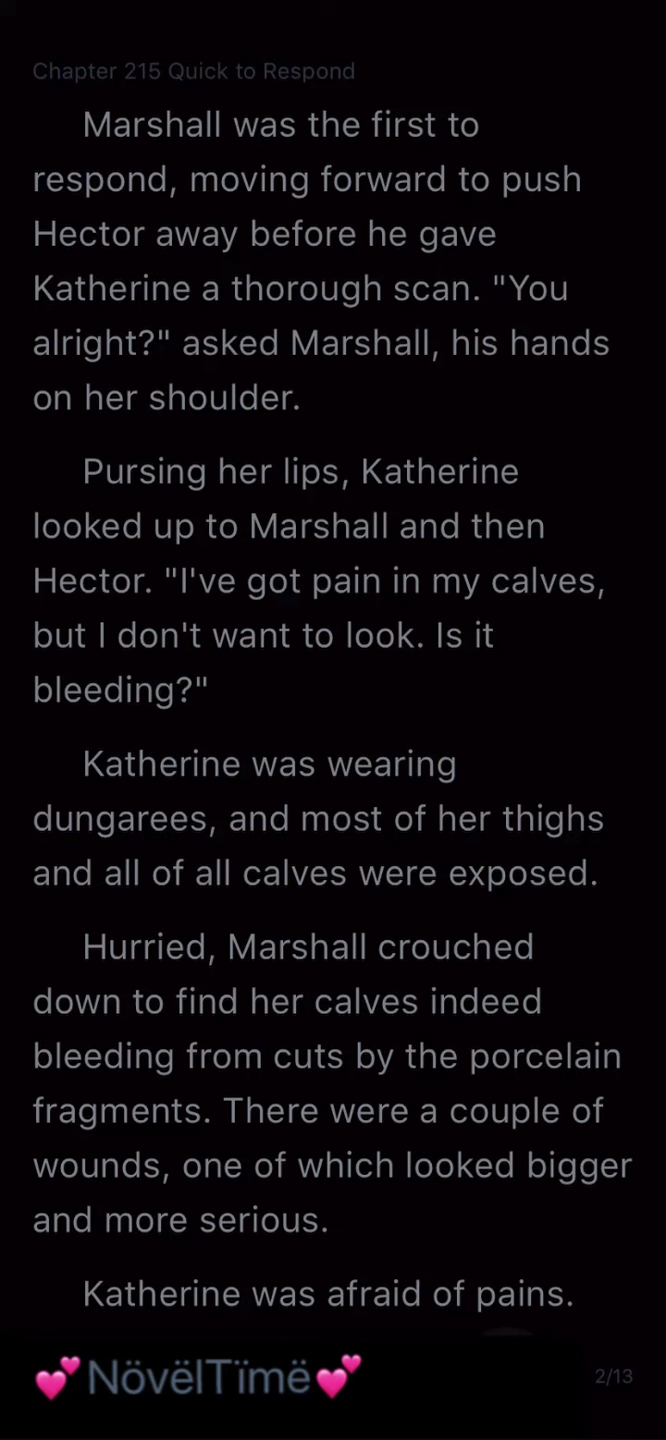 Chapter 215 Quick to Respond
Marshall was the first to
respond, moving forward to push
Hector away before he gave
Katherine a thorough scan. "You
alright?" asked Marshall, his hands
on her shoulder.
Pursing her lips, Katherine
looked up to Marshall and then
Hector. "I've got pain in my calves,
but I don't want to look. Is it
bleeding?"
Katherine was wearing
dungarees, and most of her thighs
and all of all calves were exposed.
Hurried, Marshall crouched
down to find her calves indeed
bleeding from cuts by the porcelain
fragments. There were a couple of
wounds, one of which looked bigger
and more serious.
Katherine was afraid of pains.
💕NövëlTïmë💕
2/13